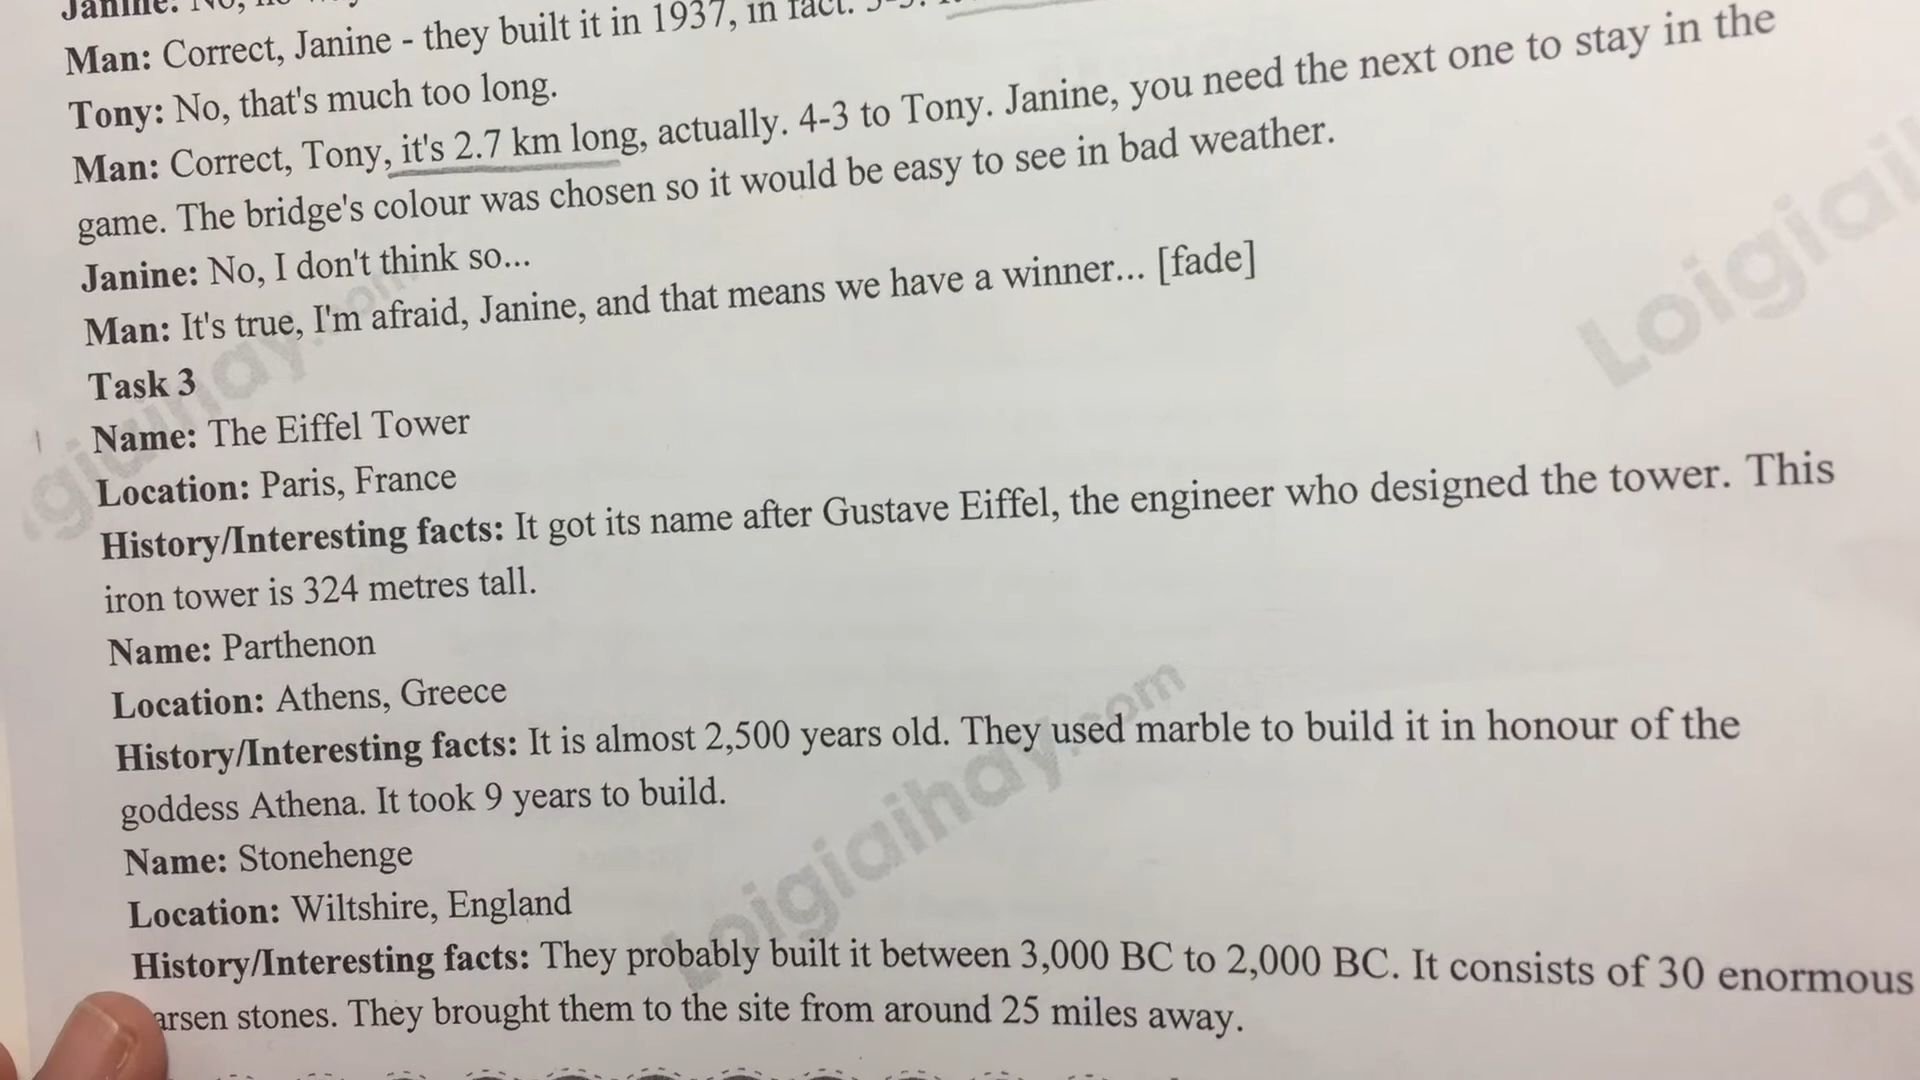 Janine: No, no
Man: Correct, Janine - they built it in 1937, in fact.
Tony: No, that's much too long.
Man: Correct, Tony, it's 2.7 km long, actually. 4-3 to Tony. Janine, you need the next one to stay in the
game. The bridge's colour was chosen so it would be easy to see in bad weather.
Janine: No, I don't think so...
Man: It's true, I'm afraid, Janine, and that means we have a winner... [fade]
Task 3
Name: The Eiffel Tower
Location: Paris, France
History/Interesting facts: It got its name after Gustave Eiffel, the engineer who designed the tower. This
iron tower is 324 metres tall.
Name: Parthenon
Location: Athens, Greece
History/Interesting facts: It is almost 2,500 years old. They used marble to build it in honour of the
goddess Athena. It took 9 years to build.
Name: Stonehenge
Location: Wiltshire, England
History/Interesting facts: They probably built it between 3,000 BC to 2,000 BC. It consists of 30 enormous
arsen stones. They brought them to the site from around 25 miles away.
Loigiaihay.com